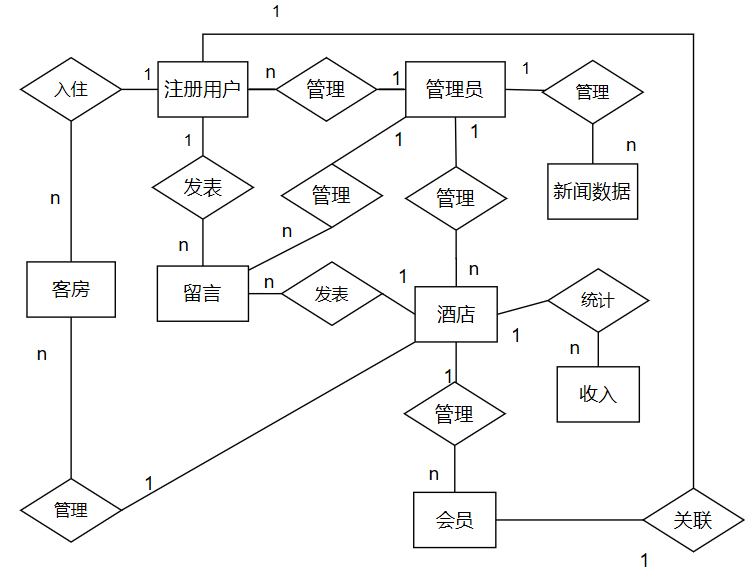 1
入住
1
注册用户
n
管理
1
管理员
1
管理
n
新闻数据
1
1
1
发表
管理
管理
n
n
n
n
客房
留言
n
发表
1
酒店
1
统计
n
收入
n
1
管理
n
1
管理
会员
关联
1